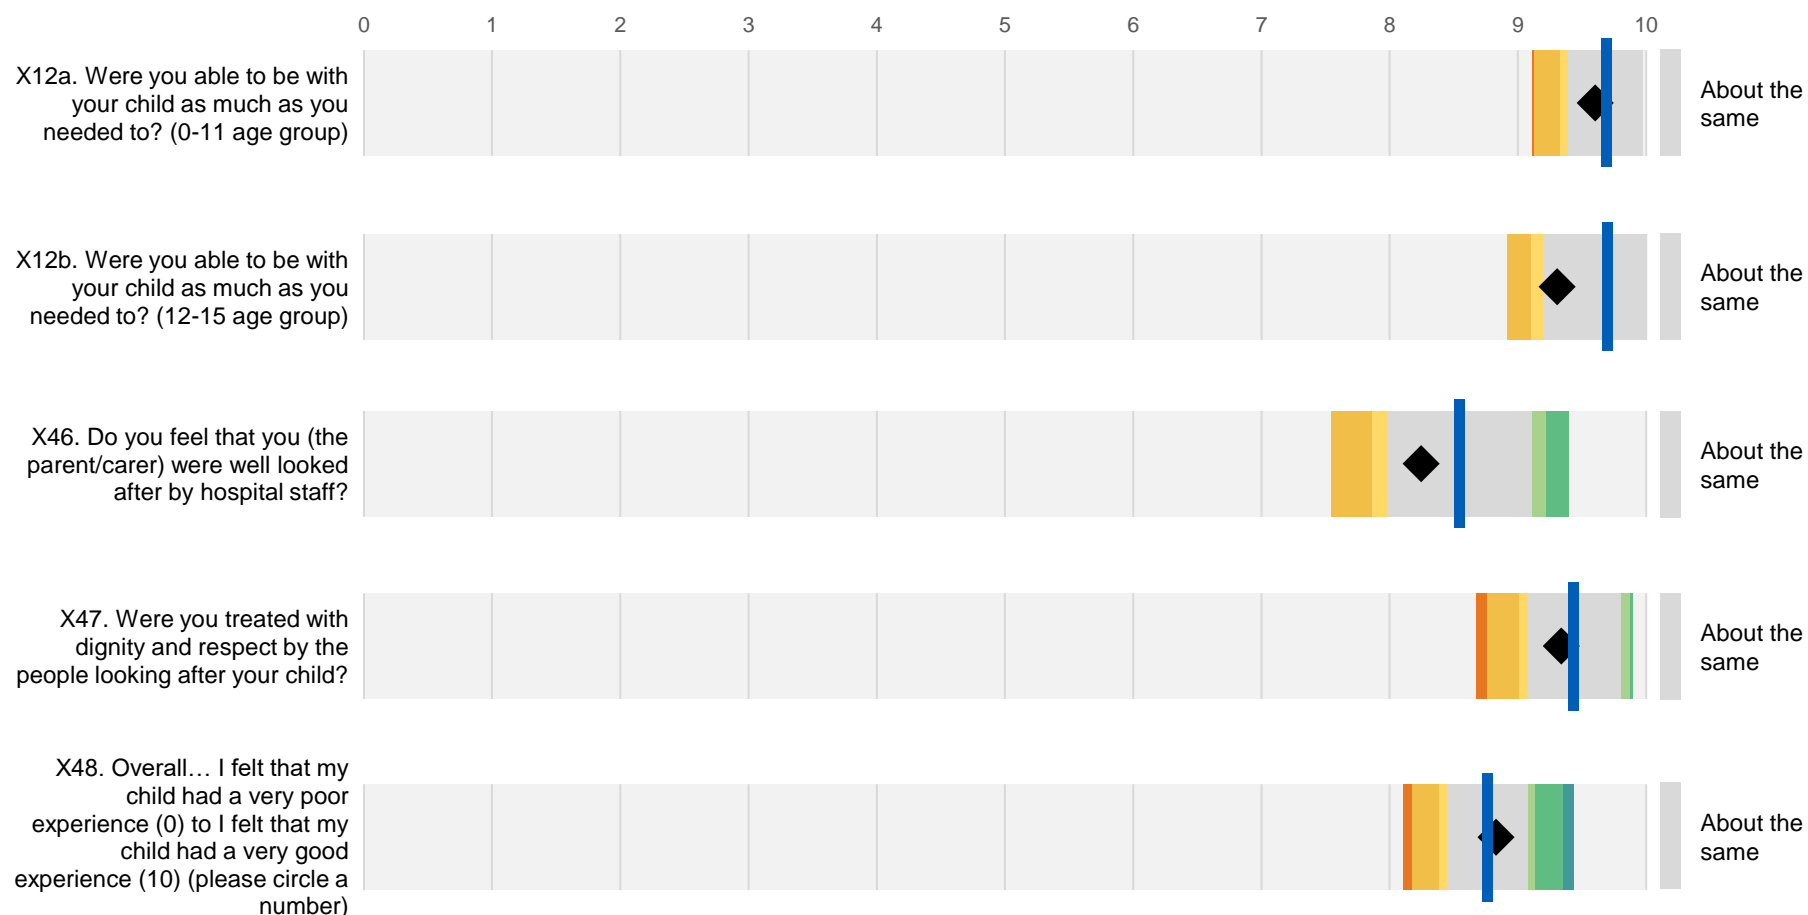 0 1 2 3 4 5 6 7 8 9 10
X12a. Were you able to be with
your child as much as you
needed to? (0-11 age group)
About the
same
X12b. Were you able to be with
your child as much as you
needed to? (12-15 age group)
About the
same
X46. Do you feel that you (the
parent/carer) were well looked
after by hospital staff?
About the
same
X47. Were you treated with
dignity and respect by the
people looking after your child?
About the
same
X48. Overall… I felt that my
child had a very poor
experience (0) to I felt that my
child had a very good
experience (10) (please circle a
number)
About the
same